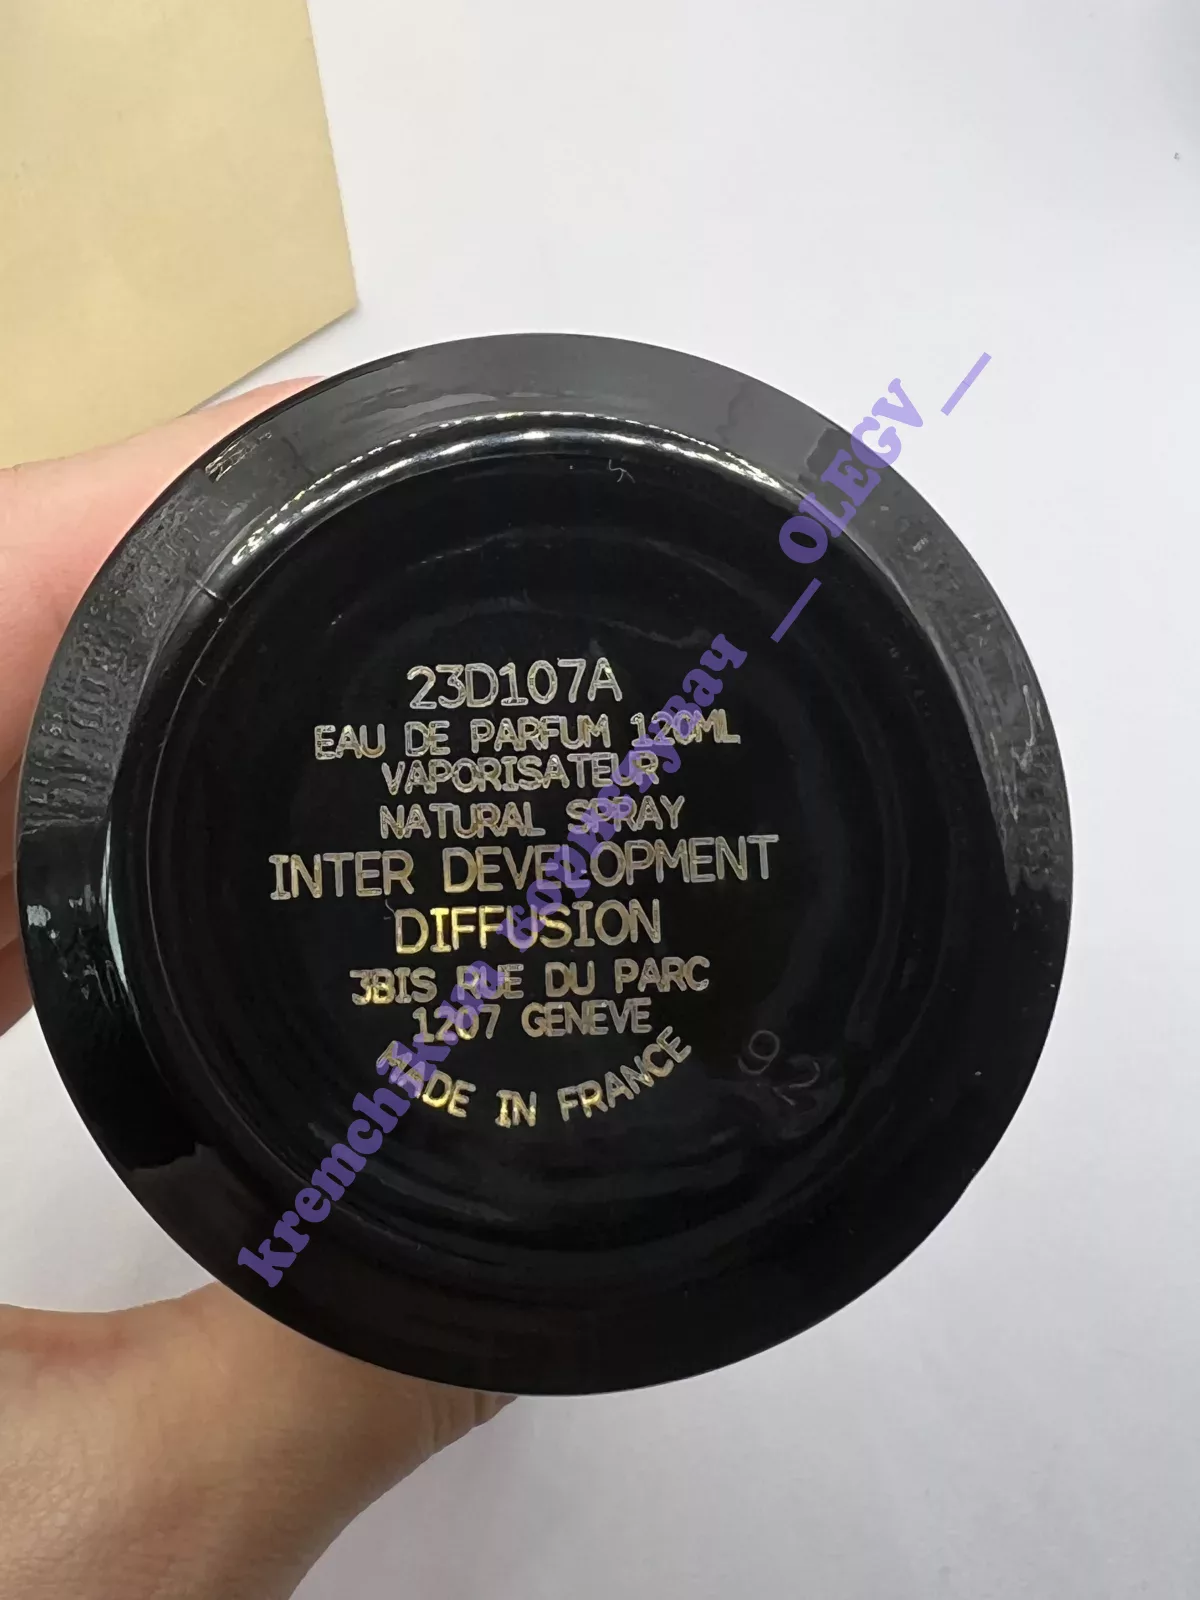 23D107A
EAU DE PARFUM 120ML
VAPORISATEUR
NATURAL SPRAY
INTER DEVELOPMENT
DIFFUSION
3BIS RUE DU PARC
1207 GENEVE
MADE IN FRANCE
92
__OLEGV__